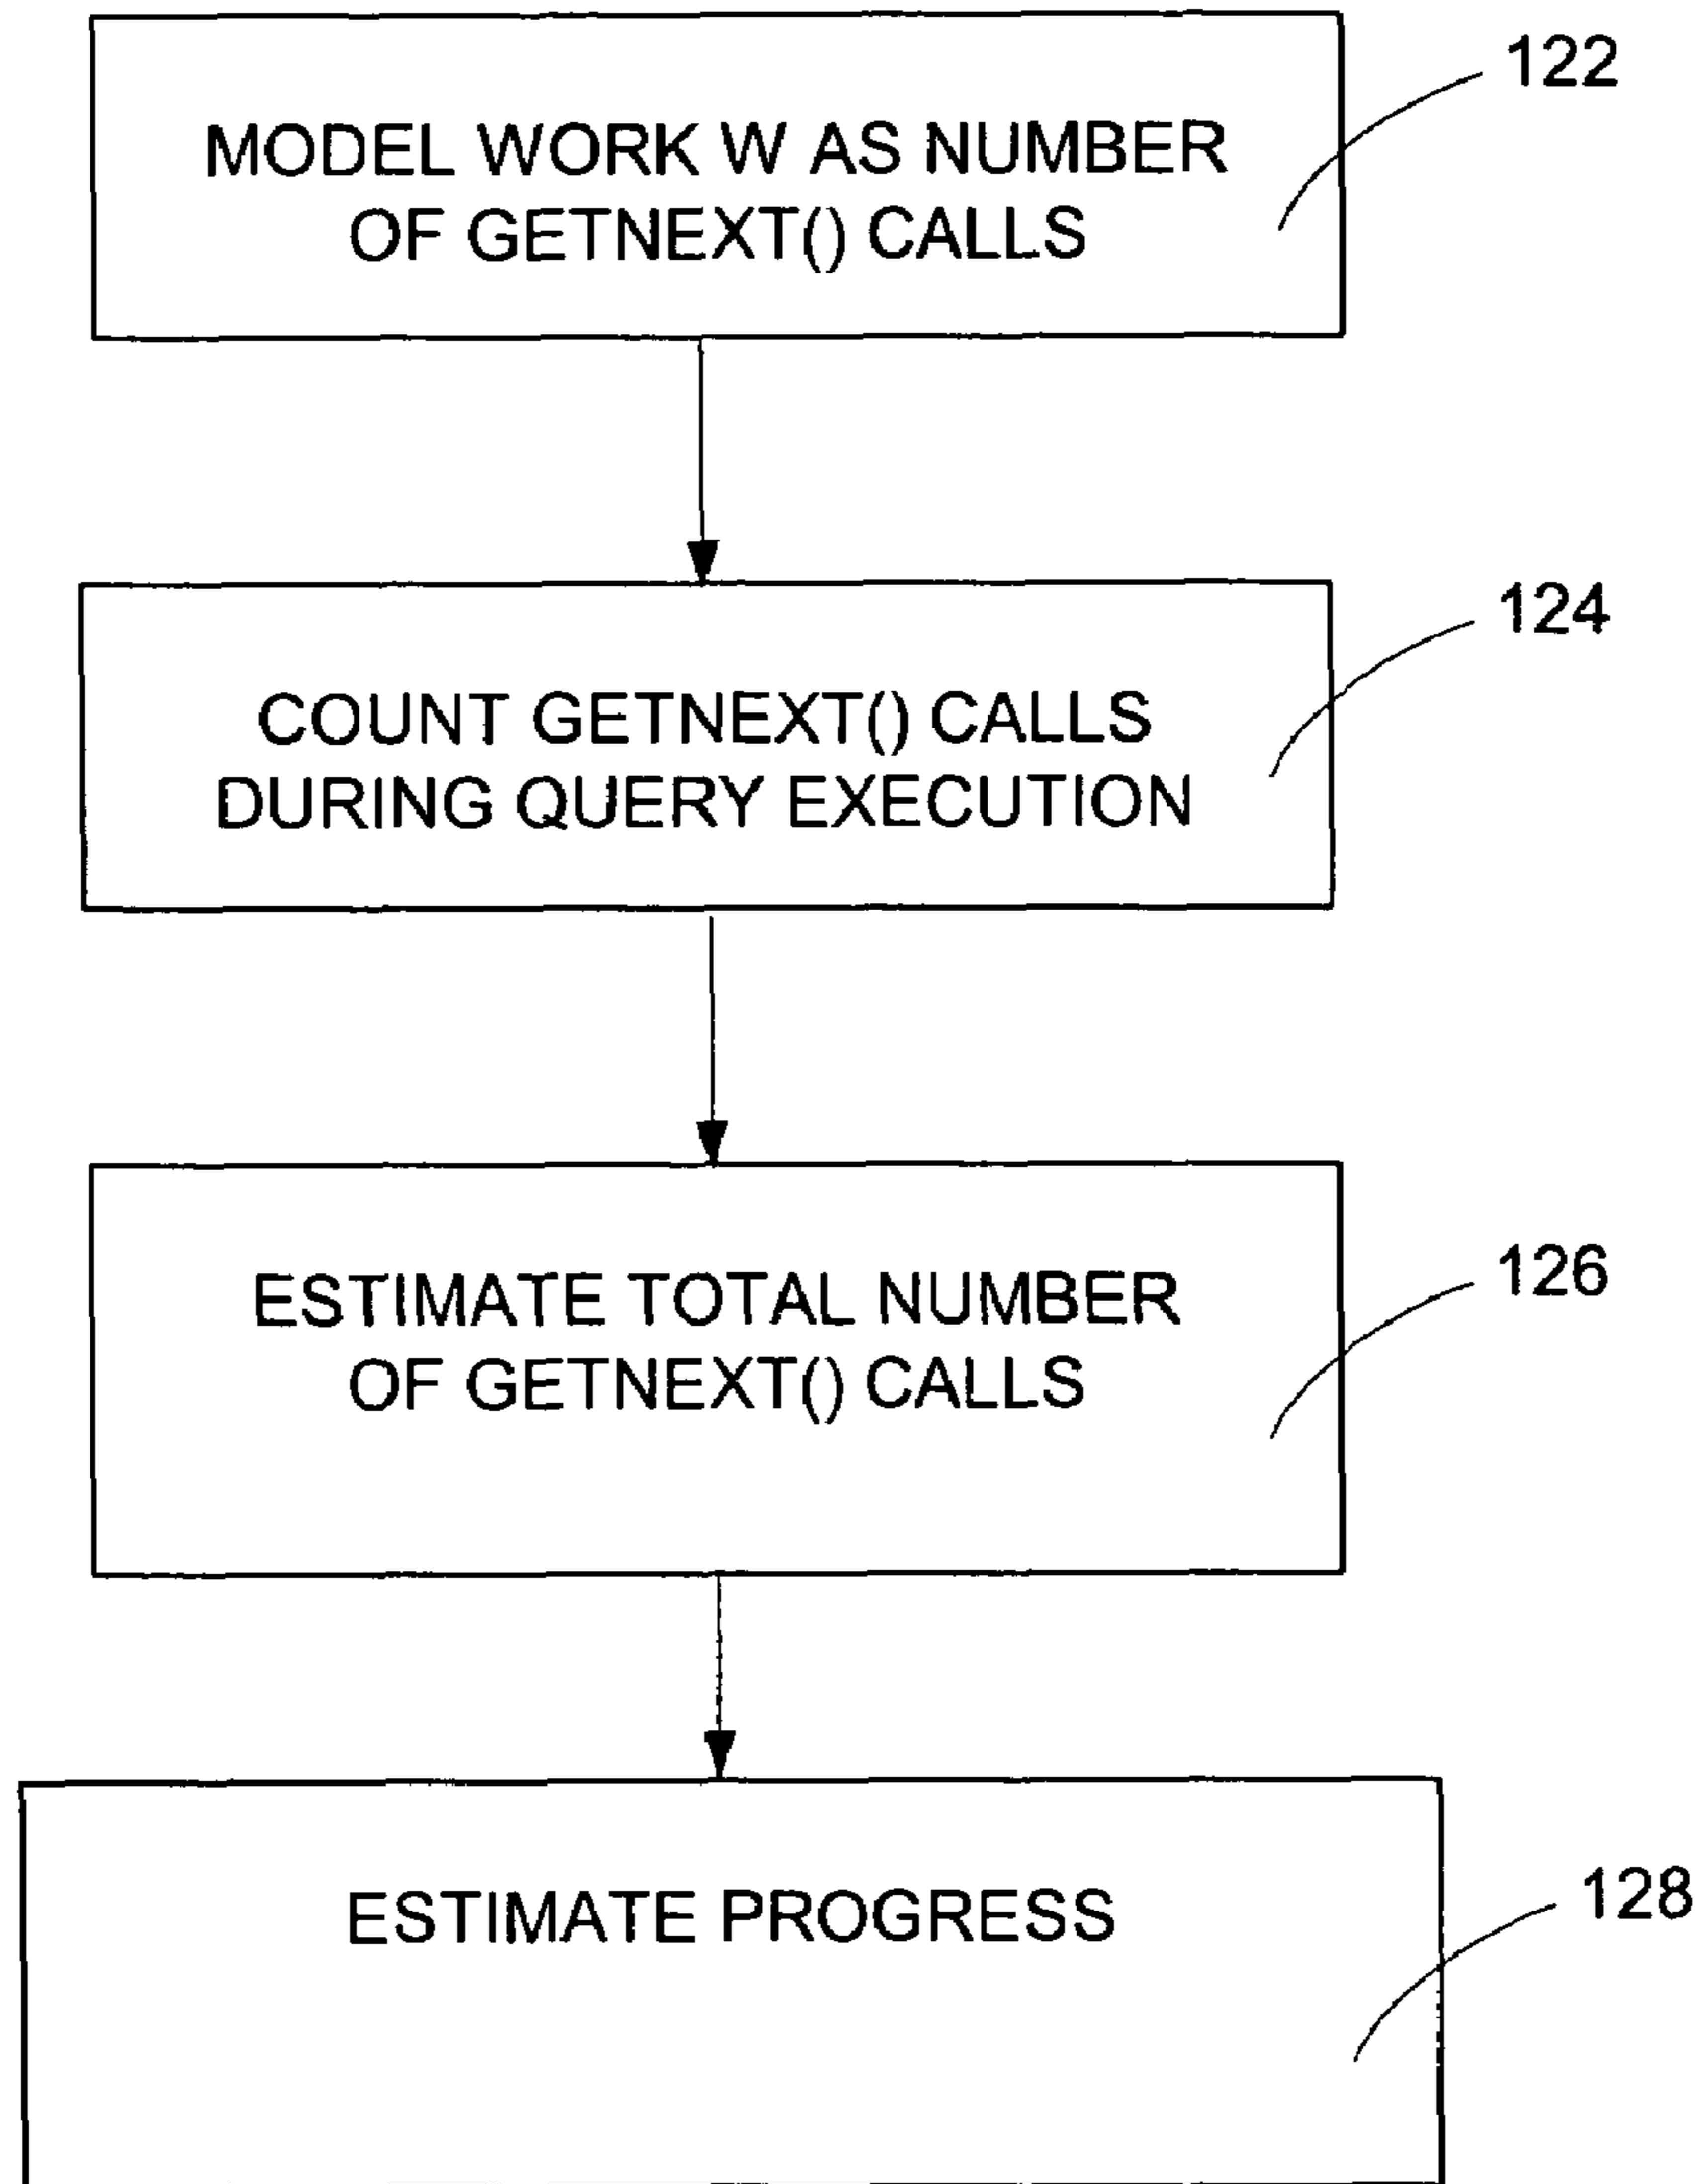 122
MODEL WORK W AS NUMBER
OF GETNEXT() CALLS
124
COUNT GETNEXT() CALLS
DURING QUERY EXECUTION
126
ESTIMATE TOTAL NUMBER
OF GETNEXT() CALLS
128
ESTIMATE PROGRESS